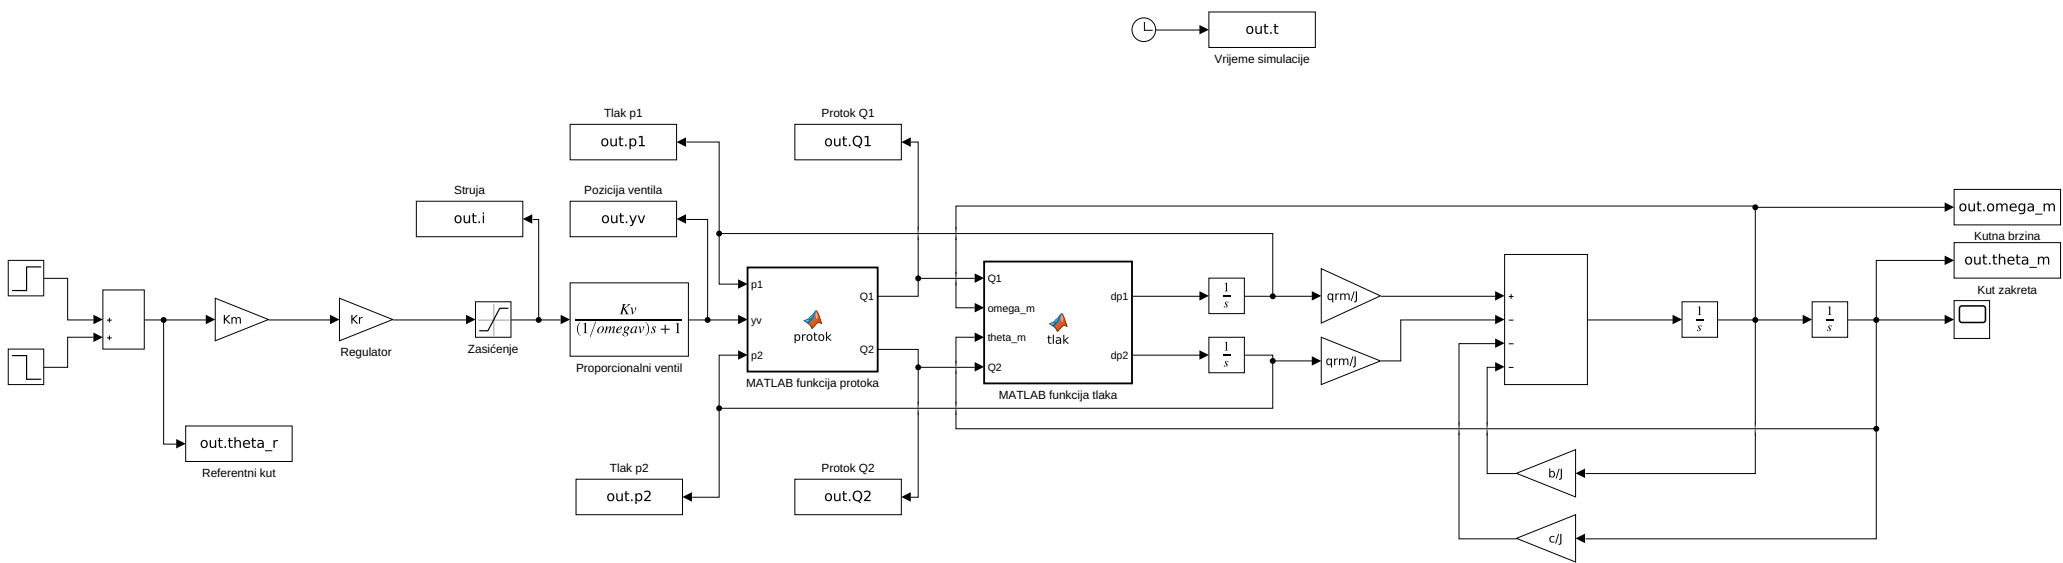 out.t
Vrijeme simulacije
Tlak p1
out.p1
Protok Q1
out.Q1
Struja
out.i
Pozicija ventila
out.yv
out.omega_m
Kutna brzina
out.theta_m
Kut zakreta
+
+
Km
Kr
Regulator
Zasićenje
Kv
(1/omegav)s + 1
Proporcionalni ventil
p1
yv
p2
protok
Q1
Q2
MATLAB funkcija protoka
Q1
omega_m
theta_m
Q2
tlak
dp1
dp2
MATLAB funkcija tlaka
1
s
1
s
qrm/J
qrm/J
+
−
−
−
1
s
1
s
out.theta_r
Referentni kut
Tlak p2
out.p2
Protok Q2
out.Q2
b/J
c/J